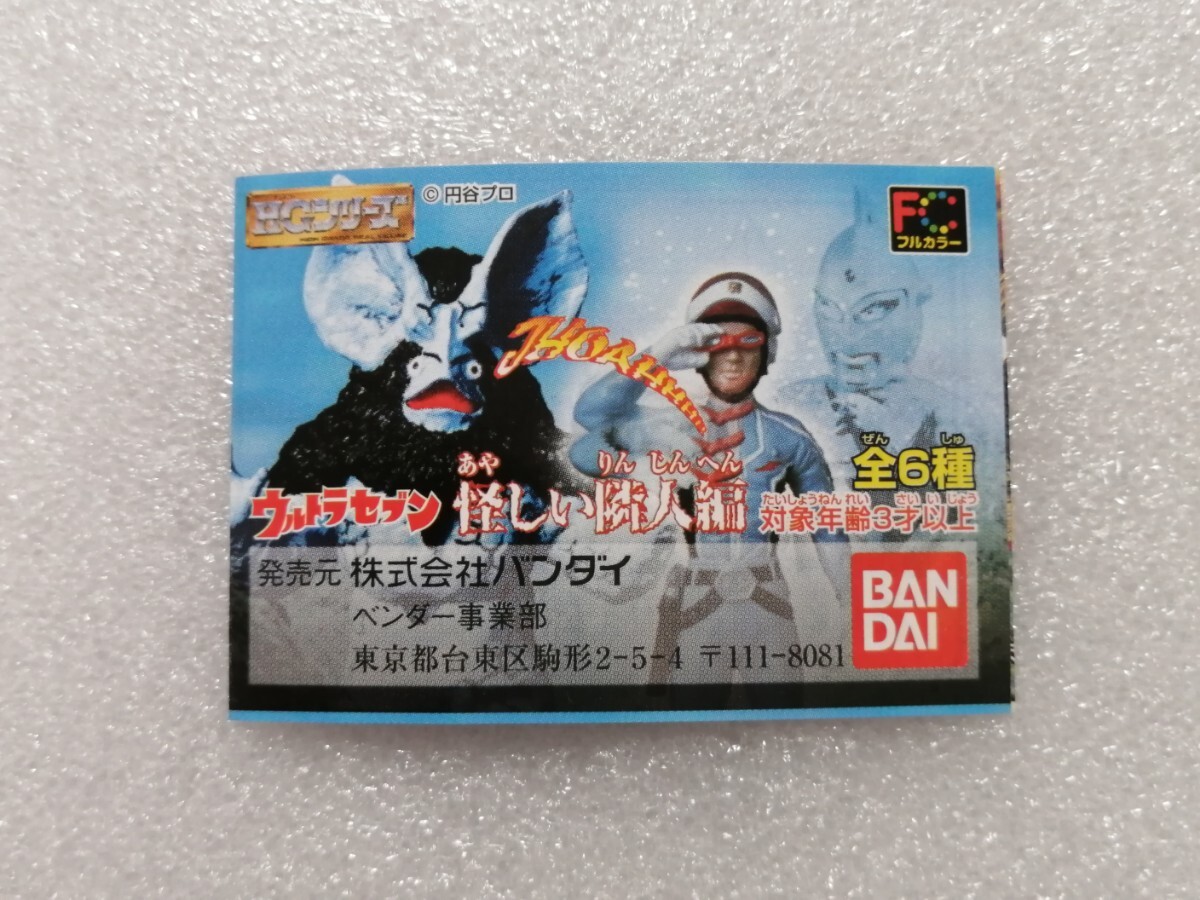 HGシリーズ
© 円谷プロ
FC
フルカラー
JHOAHHHH
ぜん しゅ
全6種
あや りん じん へん
ウルトラセブン 怪しい隣人編
たいしょうねんれい さい い じょう
対象年齢3才以上
発売元 株式会社バンダイ
ベンダー事業部
東京都台東区駒形2-5-4 〒111-8081
BAN
DAI